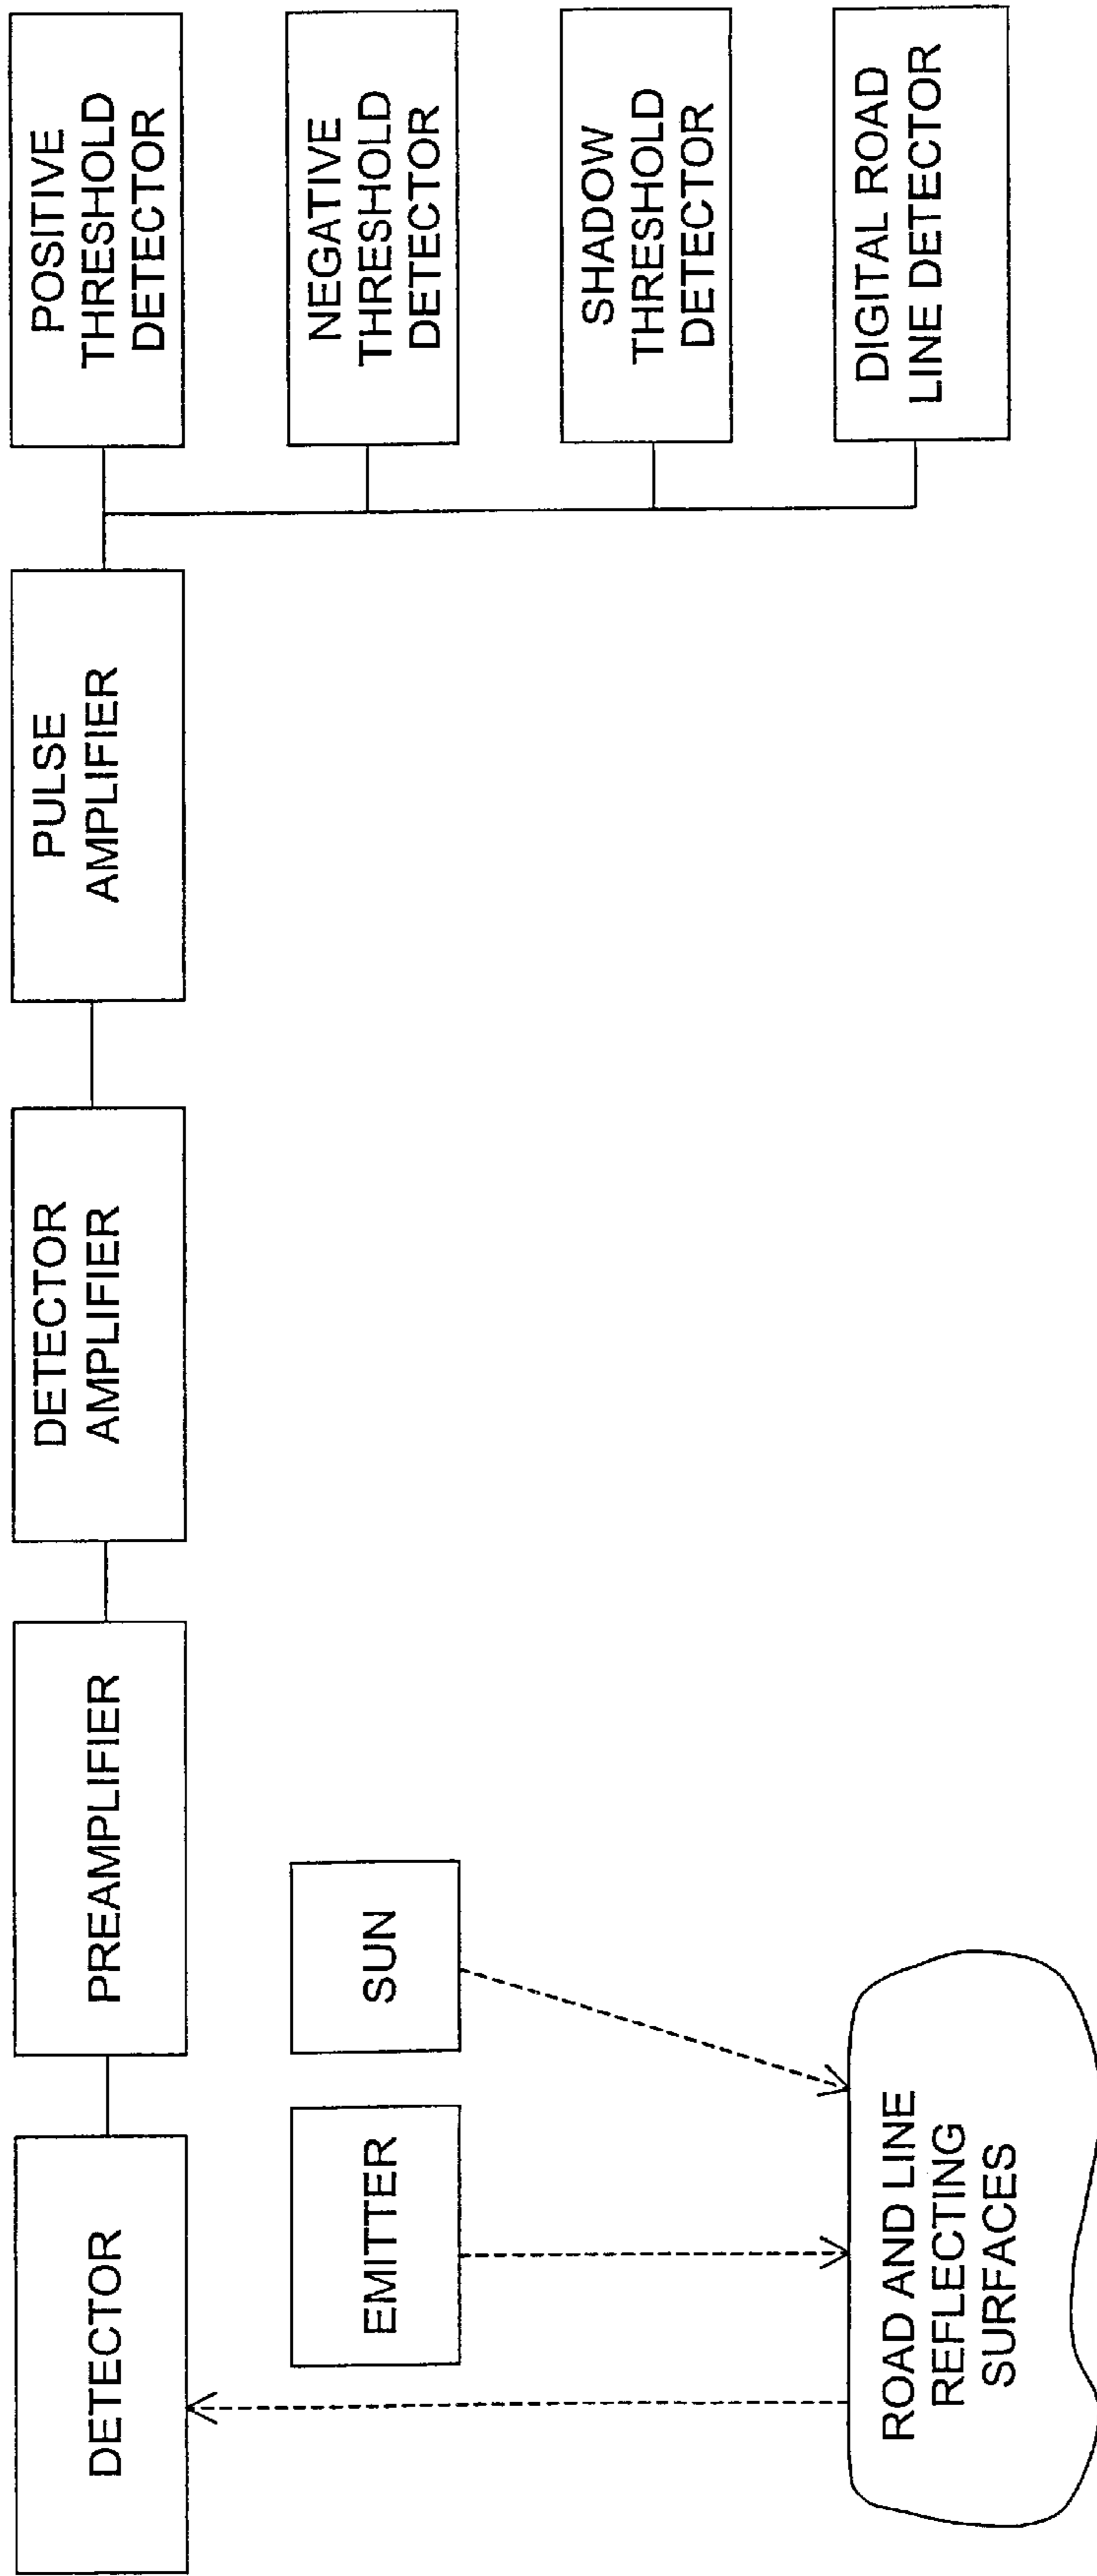 DETECTOR
PREAMPLIFIER
DETECTOR
AMPLIFIER
PULSE
AMPLIFIER
POSITIVE
THRESHOLD
DETECTOR
NEGATIVE
THRESHOLD
DETECTOR
SHADOW
THRESHOLD
DETECTOR
DIGITAL ROAD
LINE DETECTOR
EMITTER
SUN
ROAD AND LINE
REFLECTING
SURFACES